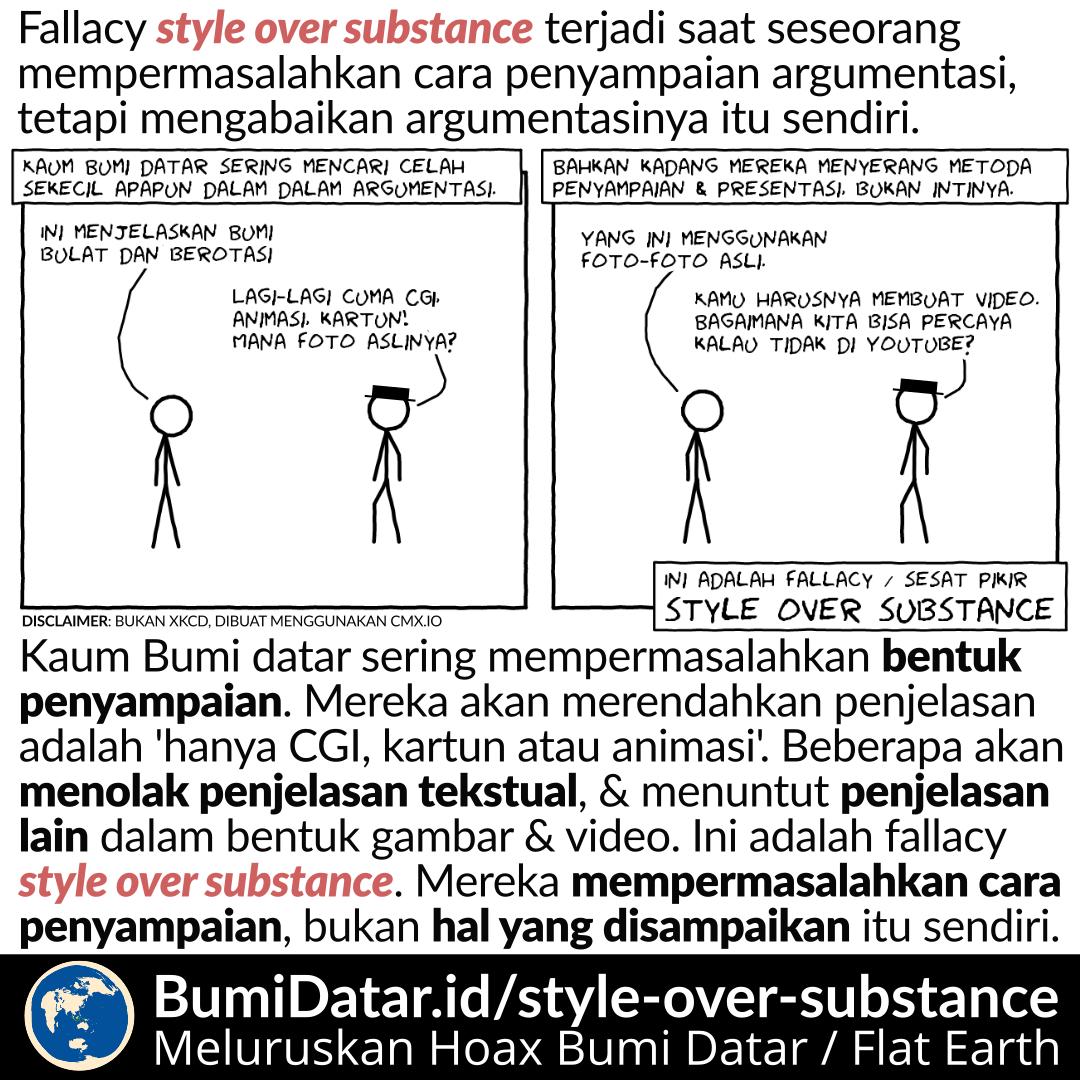 Fallacy style over substance terjadi saat seseorang
mempermasalahkan cara penyampaian argumentasi,
tetapi mengabaikan argumentasinya itu sendiri.
KAUM BUMI DATAR SERING MENCARI CELAH
SEKECIL APAPUN DALAM DALAM ARGUMENTASI.
INI MENJELASKAN BUMI
BULAT DAN BEROTASI
LAGI-LAGI CUMA CGI,
ANIMASI, KARTUN!
MANA FOTO ASLINYA?
BAHKAN KADANG MEREKA MENYERANG METODA
PENYAMPAIAN & PRESENTASI, BUKAN INTINYA.
YANG INI MENGGUNAKAN
FOTO-FOTO ASLI.
KAMU HARUSNYA MEMBUAT VIDEO.
BAGAIMANA KITA BISA PERCAYA
KALAU TIDAK DI YOUTUBE?
INI ADALAH FALLACY / SESAT PIKIR
STYLE OVER SUBSTANCE
DISCLAIMER: BUKAN XKCD, DIBUAT MENGGUNAKAN CMX.IO
Kaum Bumi datar sering mempermasalahkan bentuk
penyampaian. Mereka akan merendahkan penjelasan
adalah 'hanya CGI, kartun atau animasi'. Beberapa akan
menolak penjelasan tekstual, & menuntut penjelasan
lain dalam bentuk gambar & video. Ini adalah fallacy
style over substance. Mereka mempermasalahkan cara
penyampaian, bukan hal yang disampaikan itu sendiri.
BumiDatar.id/style-over-substance
Meluruskan Hoax Bumi Datar / Flat Earth